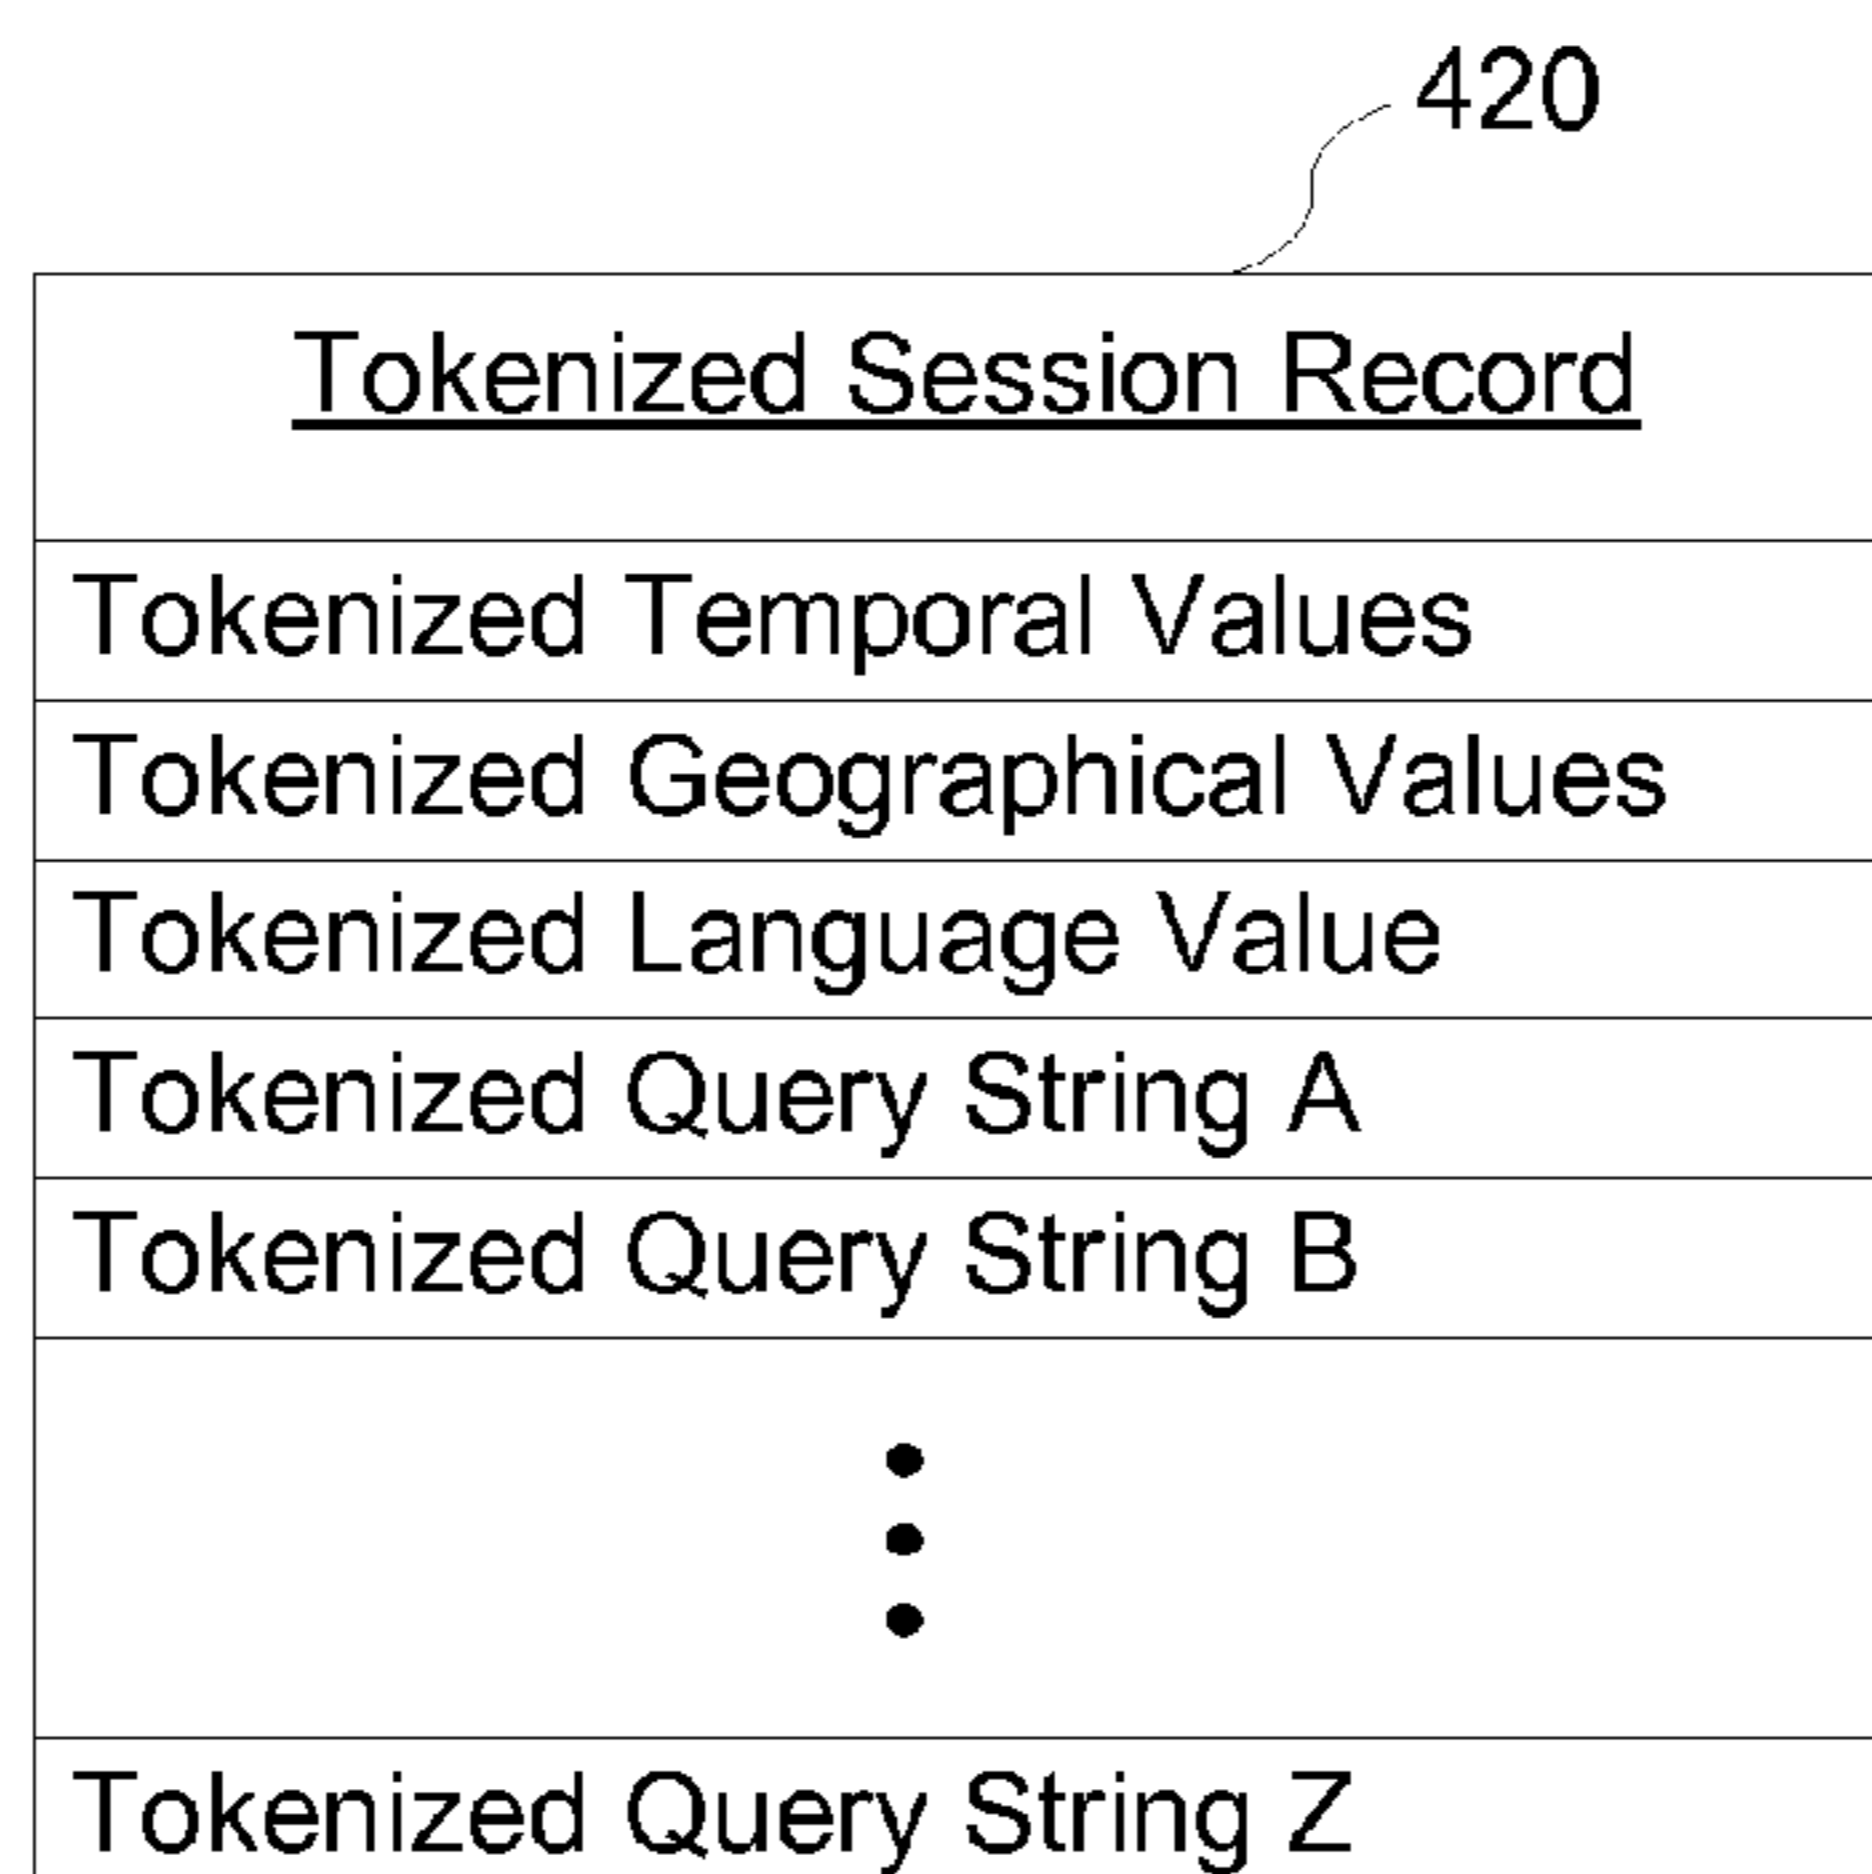 420
Tokenized Session Record
Tokenized Temporal Values
Tokenized Geographical Values
Tokenized Language Value
Tokenized Query String A
Tokenized Query String B
Tokenized Query String Z